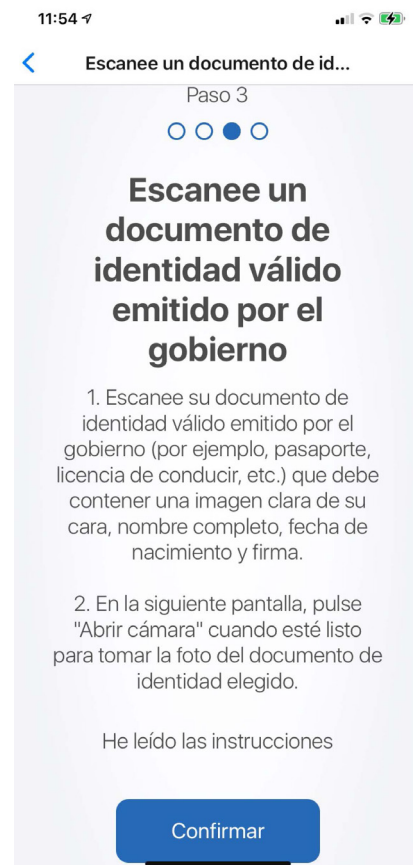 11:54
Escanee un documento de id...
Paso 3
Escanee un
documento de
identidad válido
emitido por el
gobierno
1. Escanee su documento de
identidad válido emitido por el
gobierno (por ejemplo, pasaporte,
licencia de conducir, etc.) que debe
contener una imagen clara de su
cara, nombre completo, fecha de
nacimiento y firma.
2. En la siguiente pantalla, pulse
"Abrir cámara" cuando esté listo
para tomar la foto del documento de
identidad elegido.
He leído las instrucciones
Confirmar